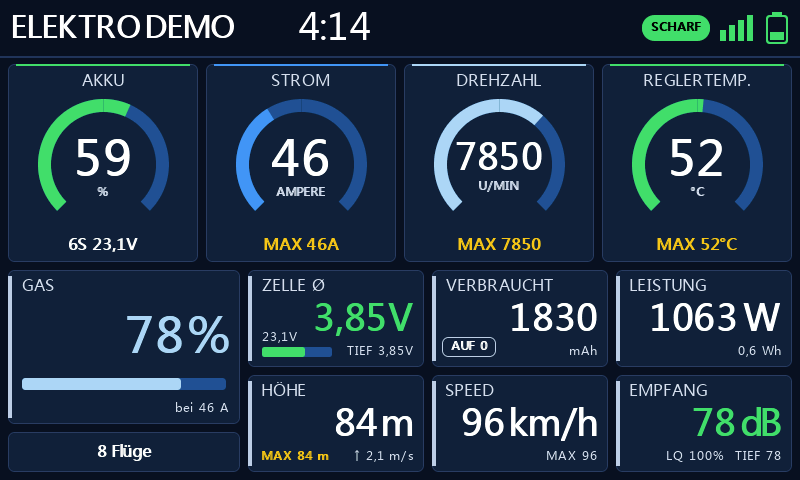 ELEKTRO DEMO 4:14 SCHARF
AKKU
59
%
6S 23,1V
STROM
46
AMPERE
MAX 46A
DREHZAHL
7850
U/MIN
MAX 7850
REGLERTEMP.
52
°C
MAX 52°C
GAS
78%
bei 46 A
8 Flüge
ZELLE Ø
3,85V
23,1V
TIEF 3,85V
VERBRAUCHT
1830
AUF 0
mAh
LEISTUNG
1063 W
0,6 Wh
HÖHE
84m
MAX 84 m ↑ 2,1 m/s
SPEED
96km/h
MAX 96
EMPFANG
78dB
LQ 100% TIEF 78